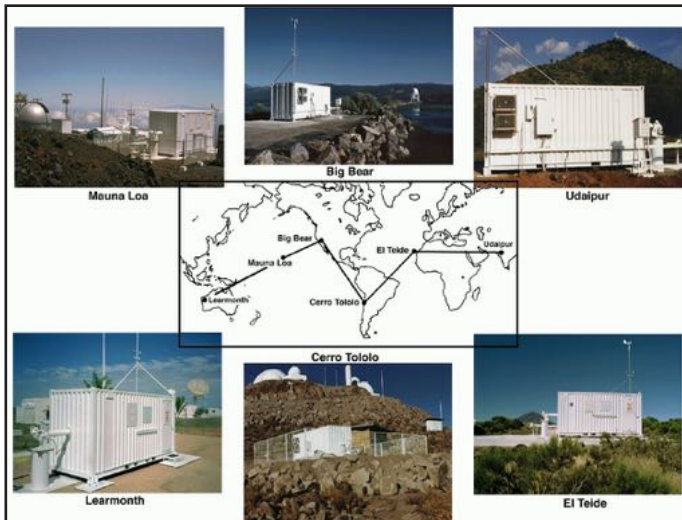 Mauna Loa
Big Bear
Udaipur
Big Bear
Mauna Loa
Learmonth
Cerro Tololo
El Teide
Udaipur
Cerro Tololo
Learmonth
El Teide